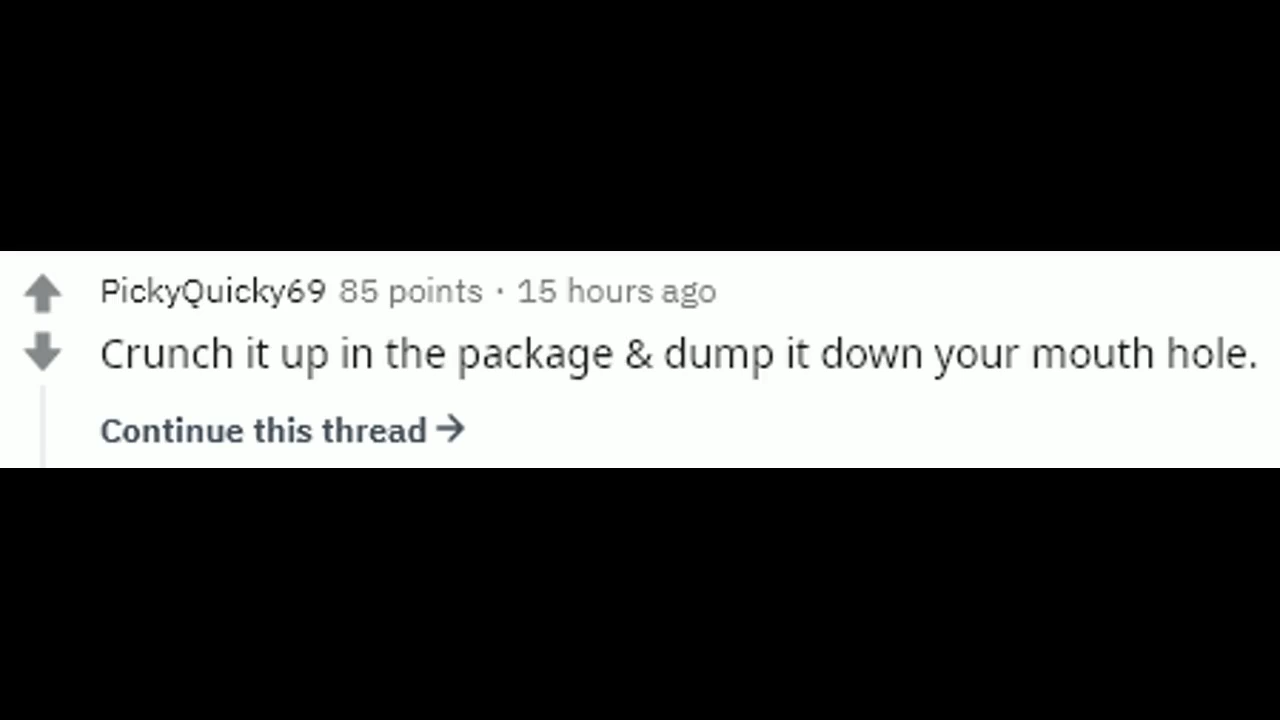 PickyQuicky69 85 points · 15 hours ago
Crunch it up in the package & dump it down your mouth hole.
Continue this thread →